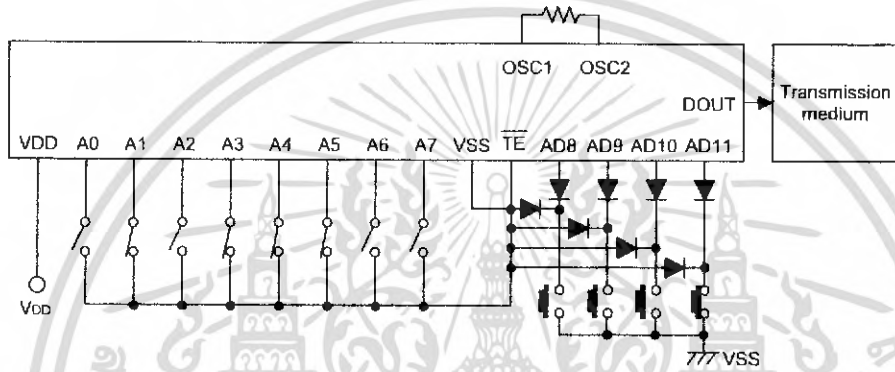 OSC1 OSC2
DOUT
Transmission
medium
VDD A0 A1 A2 A3 A4 A5 A6 A7 VSS TE AD8 AD9 AD10 AD11
VDD
VSS